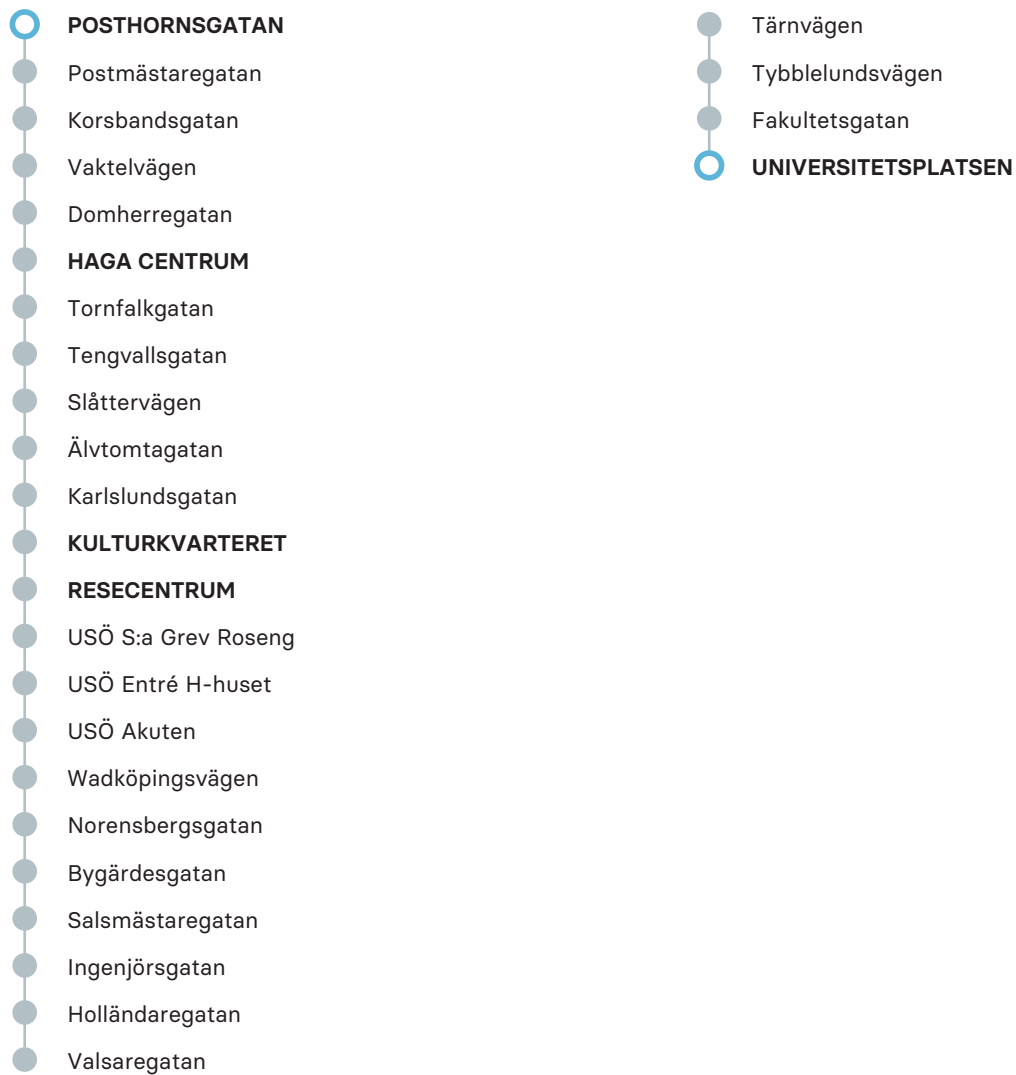 POSTHORNSGATAN
Postmästaregatan
Korsbandsgatan
Vaktelvägen
Domherregatan
HAGA CENTRUM
Tornfalkgatan
Tengvallsgatan
Slåttervägen
Älvtomtagatan
Karlslundsgatan
KULTURKVARTERET
RESECENTRUM
USÖ S:a Grev Roseng
USÖ Entré H-huset
USÖ Akuten
Wadköpingsvägen
Norensbergsgatan
Bygärdesgatan
Salsmästaregatan
Ingenjörsgatan
Holländaregatan
Valsaregatan
Tärnvägen
Tybblelundsvägen
Fakultetsgatan
UNIVERSITETSPLATSEN